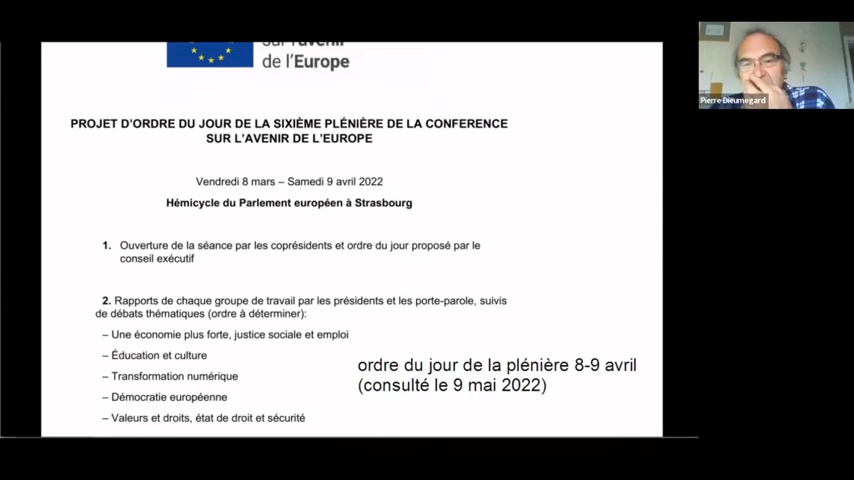 sur l'avenir
de l'Europe
Pierre Dieumegard
PROJET D'ORDRE DU JOUR DE LA SIXIÈME PLÉNIÈRE DE LA CONFERENCE
SUR L'AVENIR DE L'EUROPE
Vendredi 8 mars – Samedi 9 avril 2022
Hémicycle du Parlement européen à Strasbourg
1. Ouverture de la séance par les coprésidents et ordre du jour proposé par le
conseil exécutif
2. Rapports de chaque groupe de travail par les présidents et les porte-parole, suivis
de débats thématiques (ordre à déterminer):
– Une économie plus forte, justice sociale et emploi
– Éducation et culture
– Transformation numérique
– Démocratie européenne
– Valeurs et droits, état de droit et sécurité
ordre du jour de la plénière 8-9 avril
(consulté le 9 mai 2022)